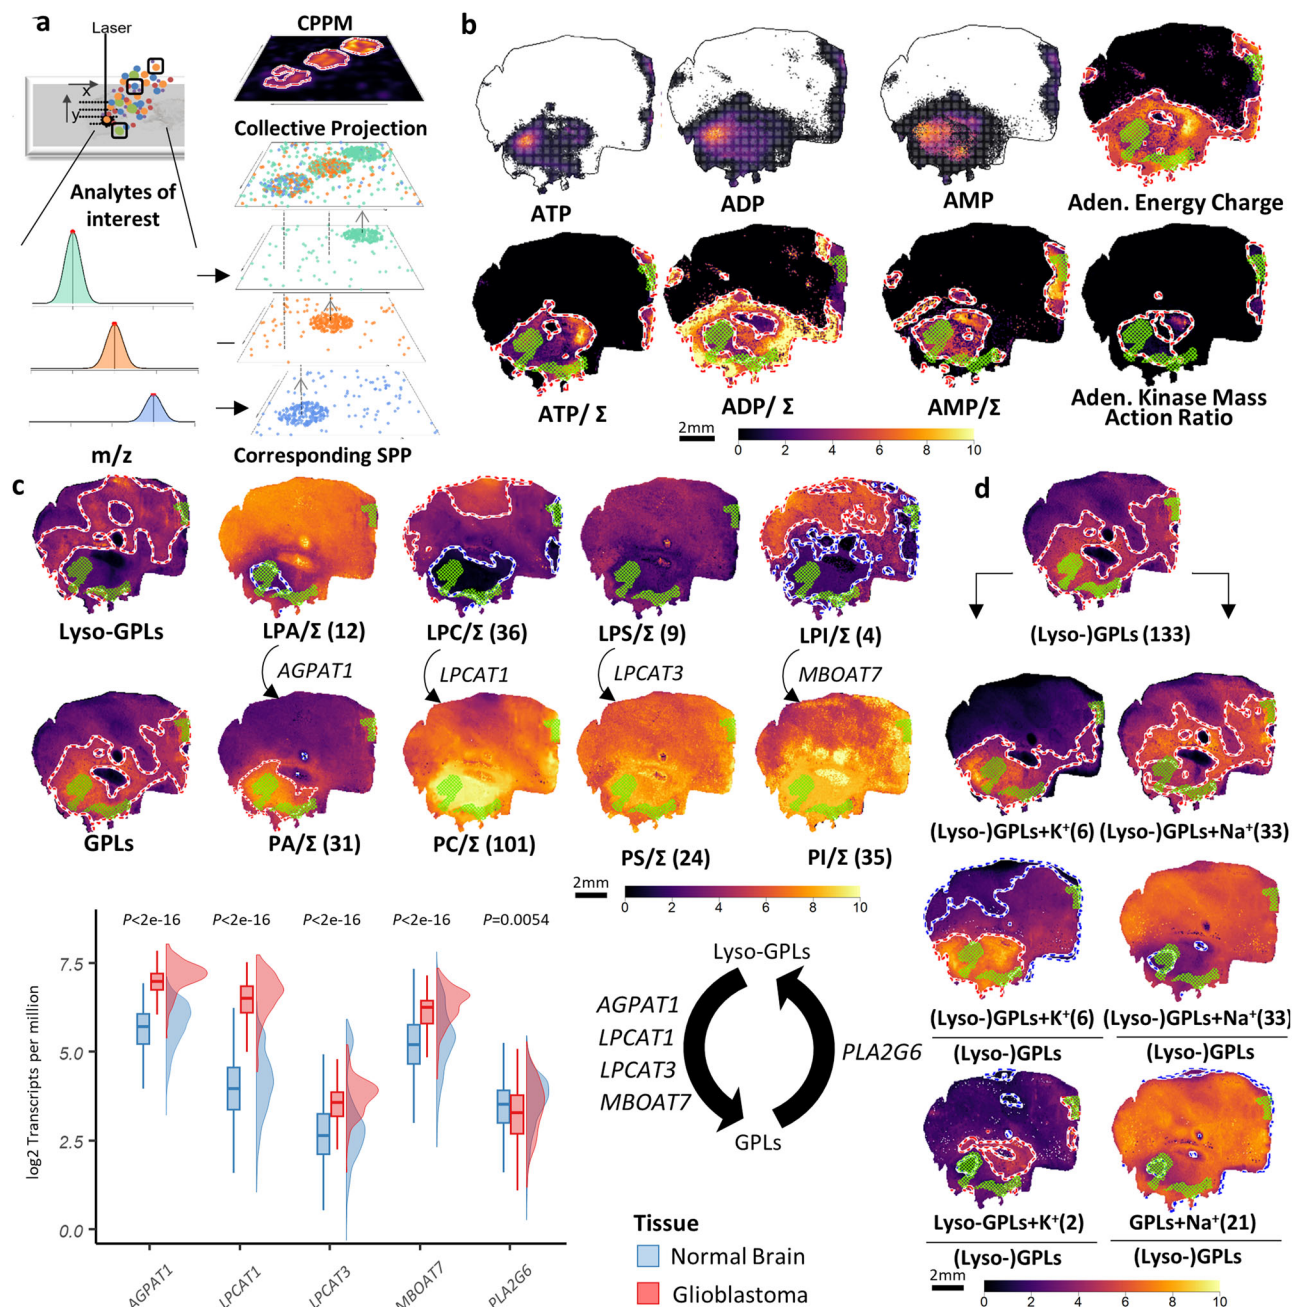 a
Laser
x
y
Analytes of
interest
m/z
CPPM
Collective Projection
Corresponding SPP
b
ATP
ADP
AMP
Aden. Energy Charge
ATP/ Σ
ADP/ Σ
AMP/Σ
Aden. Kinase Mass
Action Ratio
2mm
0 2 4 6 8 10
c
Lyso-GPLs
LPA/Σ (12)
LPC/Σ (36)
LPS/Σ (9)
LPI/Σ (4)
AGPAT1
LPCAT1
LPCAT3
MBOAT7
GPLs
PA/Σ (31)
PC/Σ (101)
PS/Σ (24)
PI/Σ (35)
2mm
0 2 4 6 8 10
P<2e-16
P<2e-16
P<2e-16
P<2e-16
P=0.0054
log2 Transcripts per million
7.5
5.0
2.5
0.0
AGPAT1
LPCAT1
LPCAT3
MBOAT7
PLA2G6
Lyso-GPLs
AGPAT1
LPCAT1
LPCAT3
MBOAT7
PLA2G6
GPLs
Tissue
Normal Brain
Glioblastoma
d
(Lyso-)GPLs (133)
(Lyso-)GPLs+K⁺(6)
(Lyso-)GPLs+Na⁺(33)
(Lyso-)GPLs+K⁺(6)
(Lyso-)GPLs
(Lyso-)GPLs+Na⁺(33)
(Lyso-)GPLs
Lyso-GPLs+K⁺(2)
(Lyso-)GPLs
GPLs+Na⁺(21)
(Lyso-)GPLs
2mm
0 2 4 6 8 10